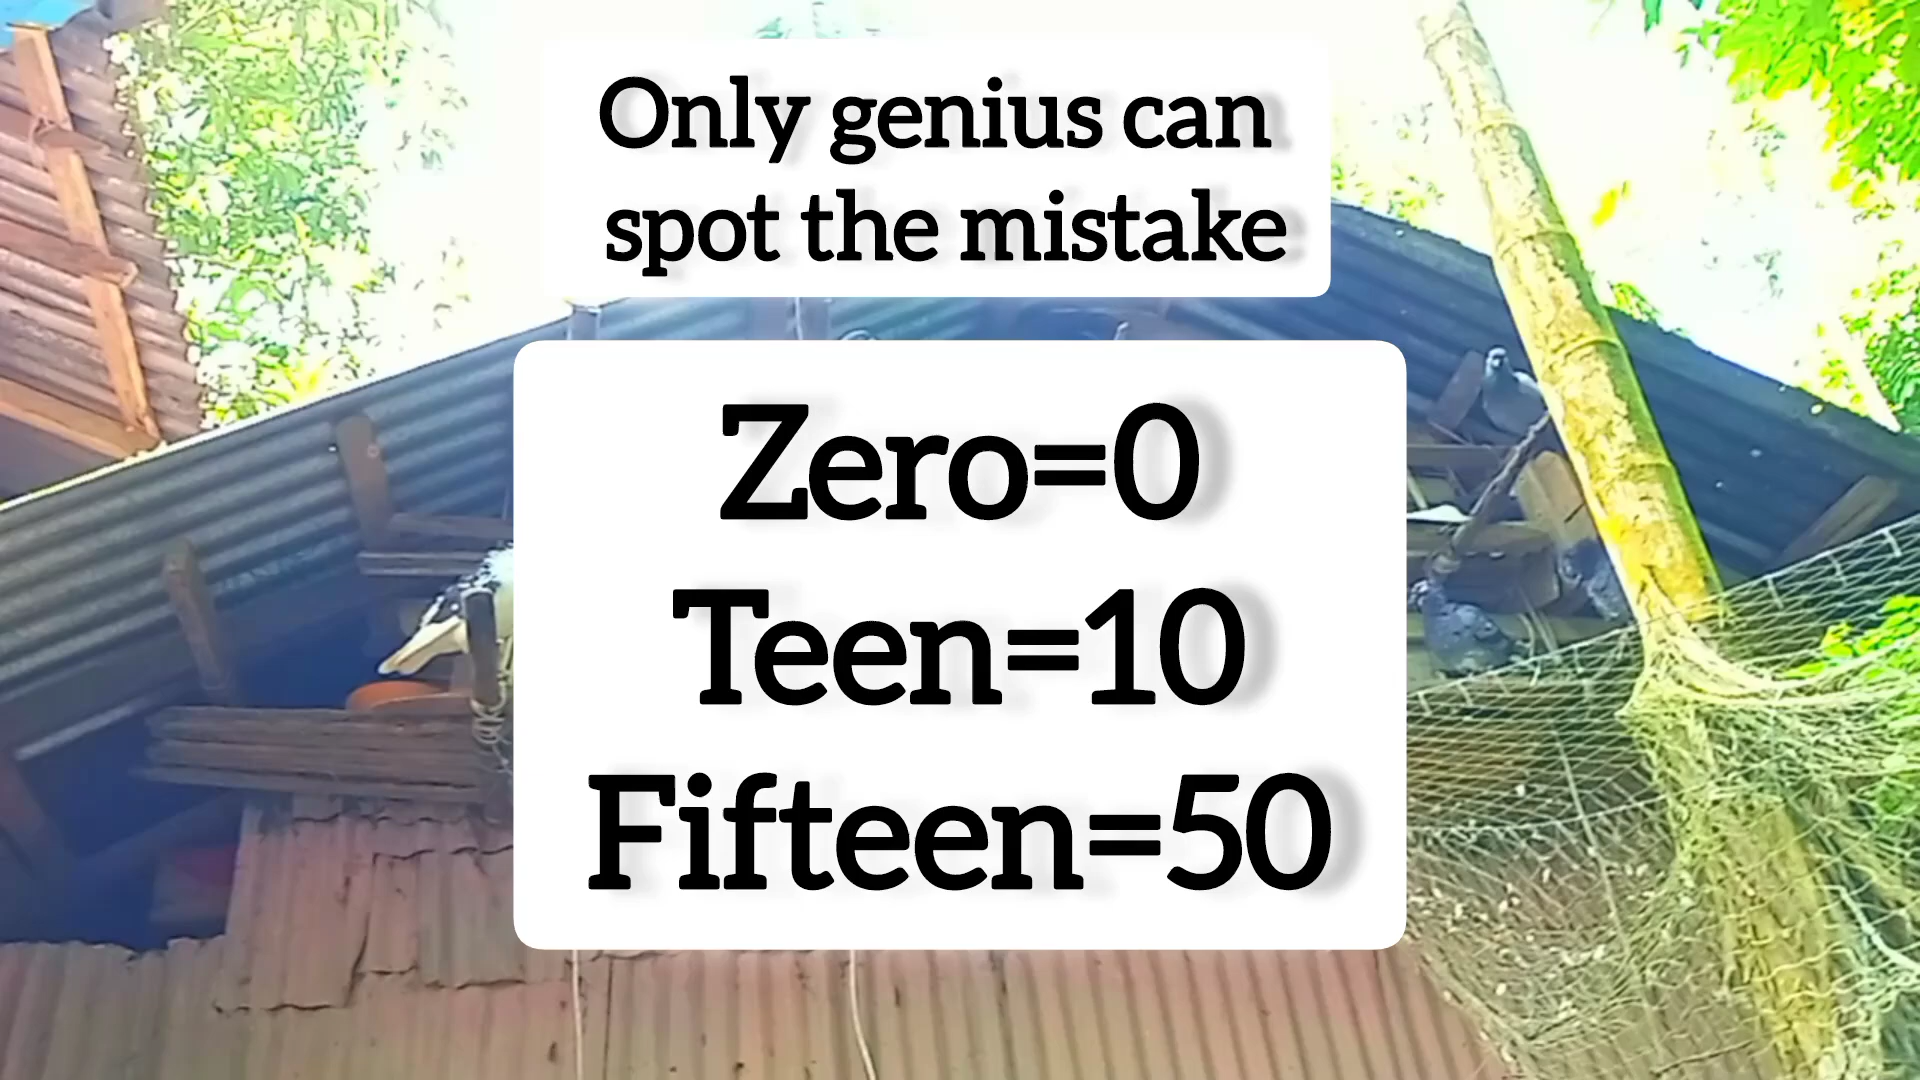 Only genius can
spot the mistake
Zero=0
Teen=10
Fifteen=50